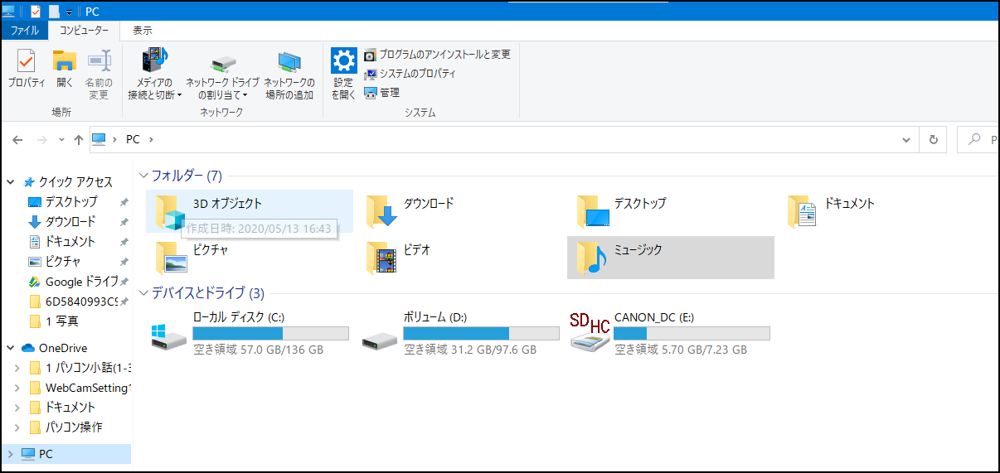 PC
ファイル
コンピューター
表示
プロパティ
開く
名前の
変更
場所
メディアの
接続と切断
ネットワーク ドライブ
の割り当て
ネットワークの
場所の追加
ネットワーク
設定
を開く
プログラムのアンインストールと変更
システムのプロパティ
管理
システム
PC
P
クイック アクセス
デスクトップ
ダウンロード
ドキュメント
ピクチャ
Google ドライブ
6D5840993C9
1 写真
OneDrive
1 パソコン小話(1-3
WebCamSetting1
ドキュメント
パソコン操作
PC
フォルダー (7)
3D オブジェクト
作成日時: 2020/05/13 16:43
ダウンロード
デスクトップ
ドキュメント
ピクチャ
ビデオ
ミュージック
デバイスとドライブ (3)
ローカル ディスク (C:)
空き領域 57.0 GB/136 GB
ボリューム (D:)
空き領域 31.2 GB/97.6 GB
SDHC
CANON_DC (E:)
空き領域 5.70 GB/7.23 GB